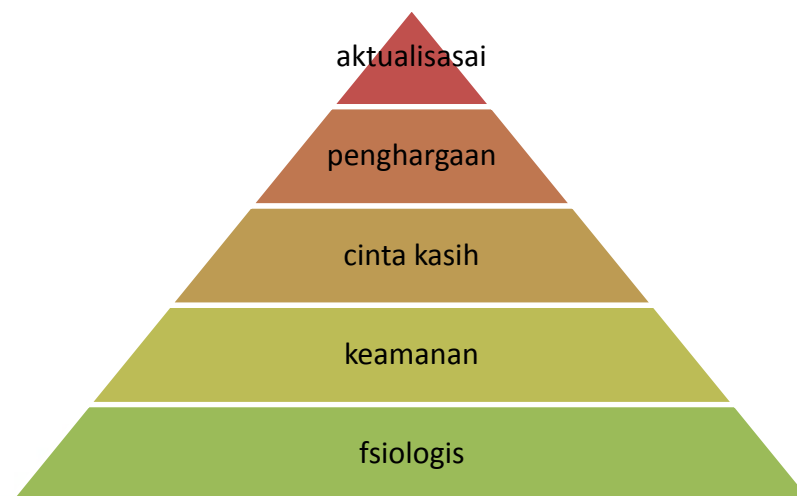 aktualisasai
penghargaan
cinta kasih
keamanan
fsiologis